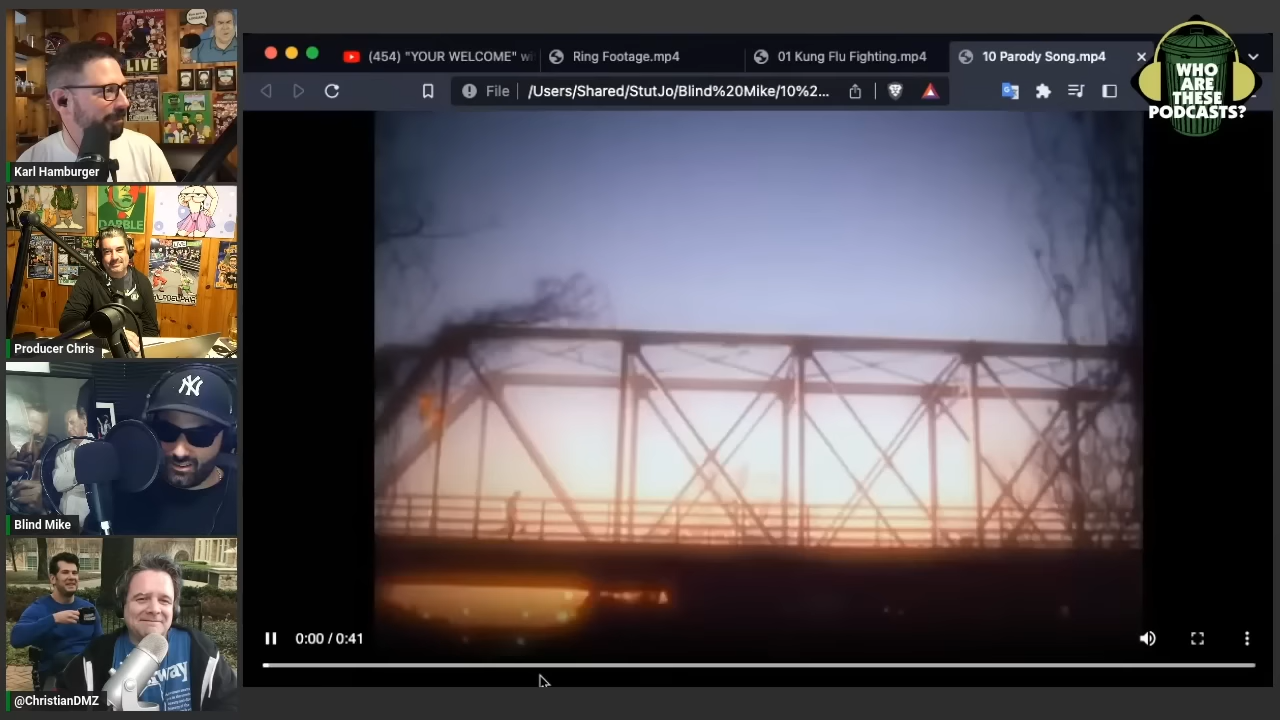 LIVE
Karl Hamburger
DARBLE
Producer Chris
NY
Blind Mike
way
@ChristianDMZ
(454) "YOUR WELCOME" wi
Ring Footage.mp4
01 Kung Flu Fighting.mp4
10 Parody Song.mp4
File
/Users/Shared/StutJo/Blind%20Mike/10%2...
WHO
ARE
THESE
PODCASTS?
0:00 / 0:41